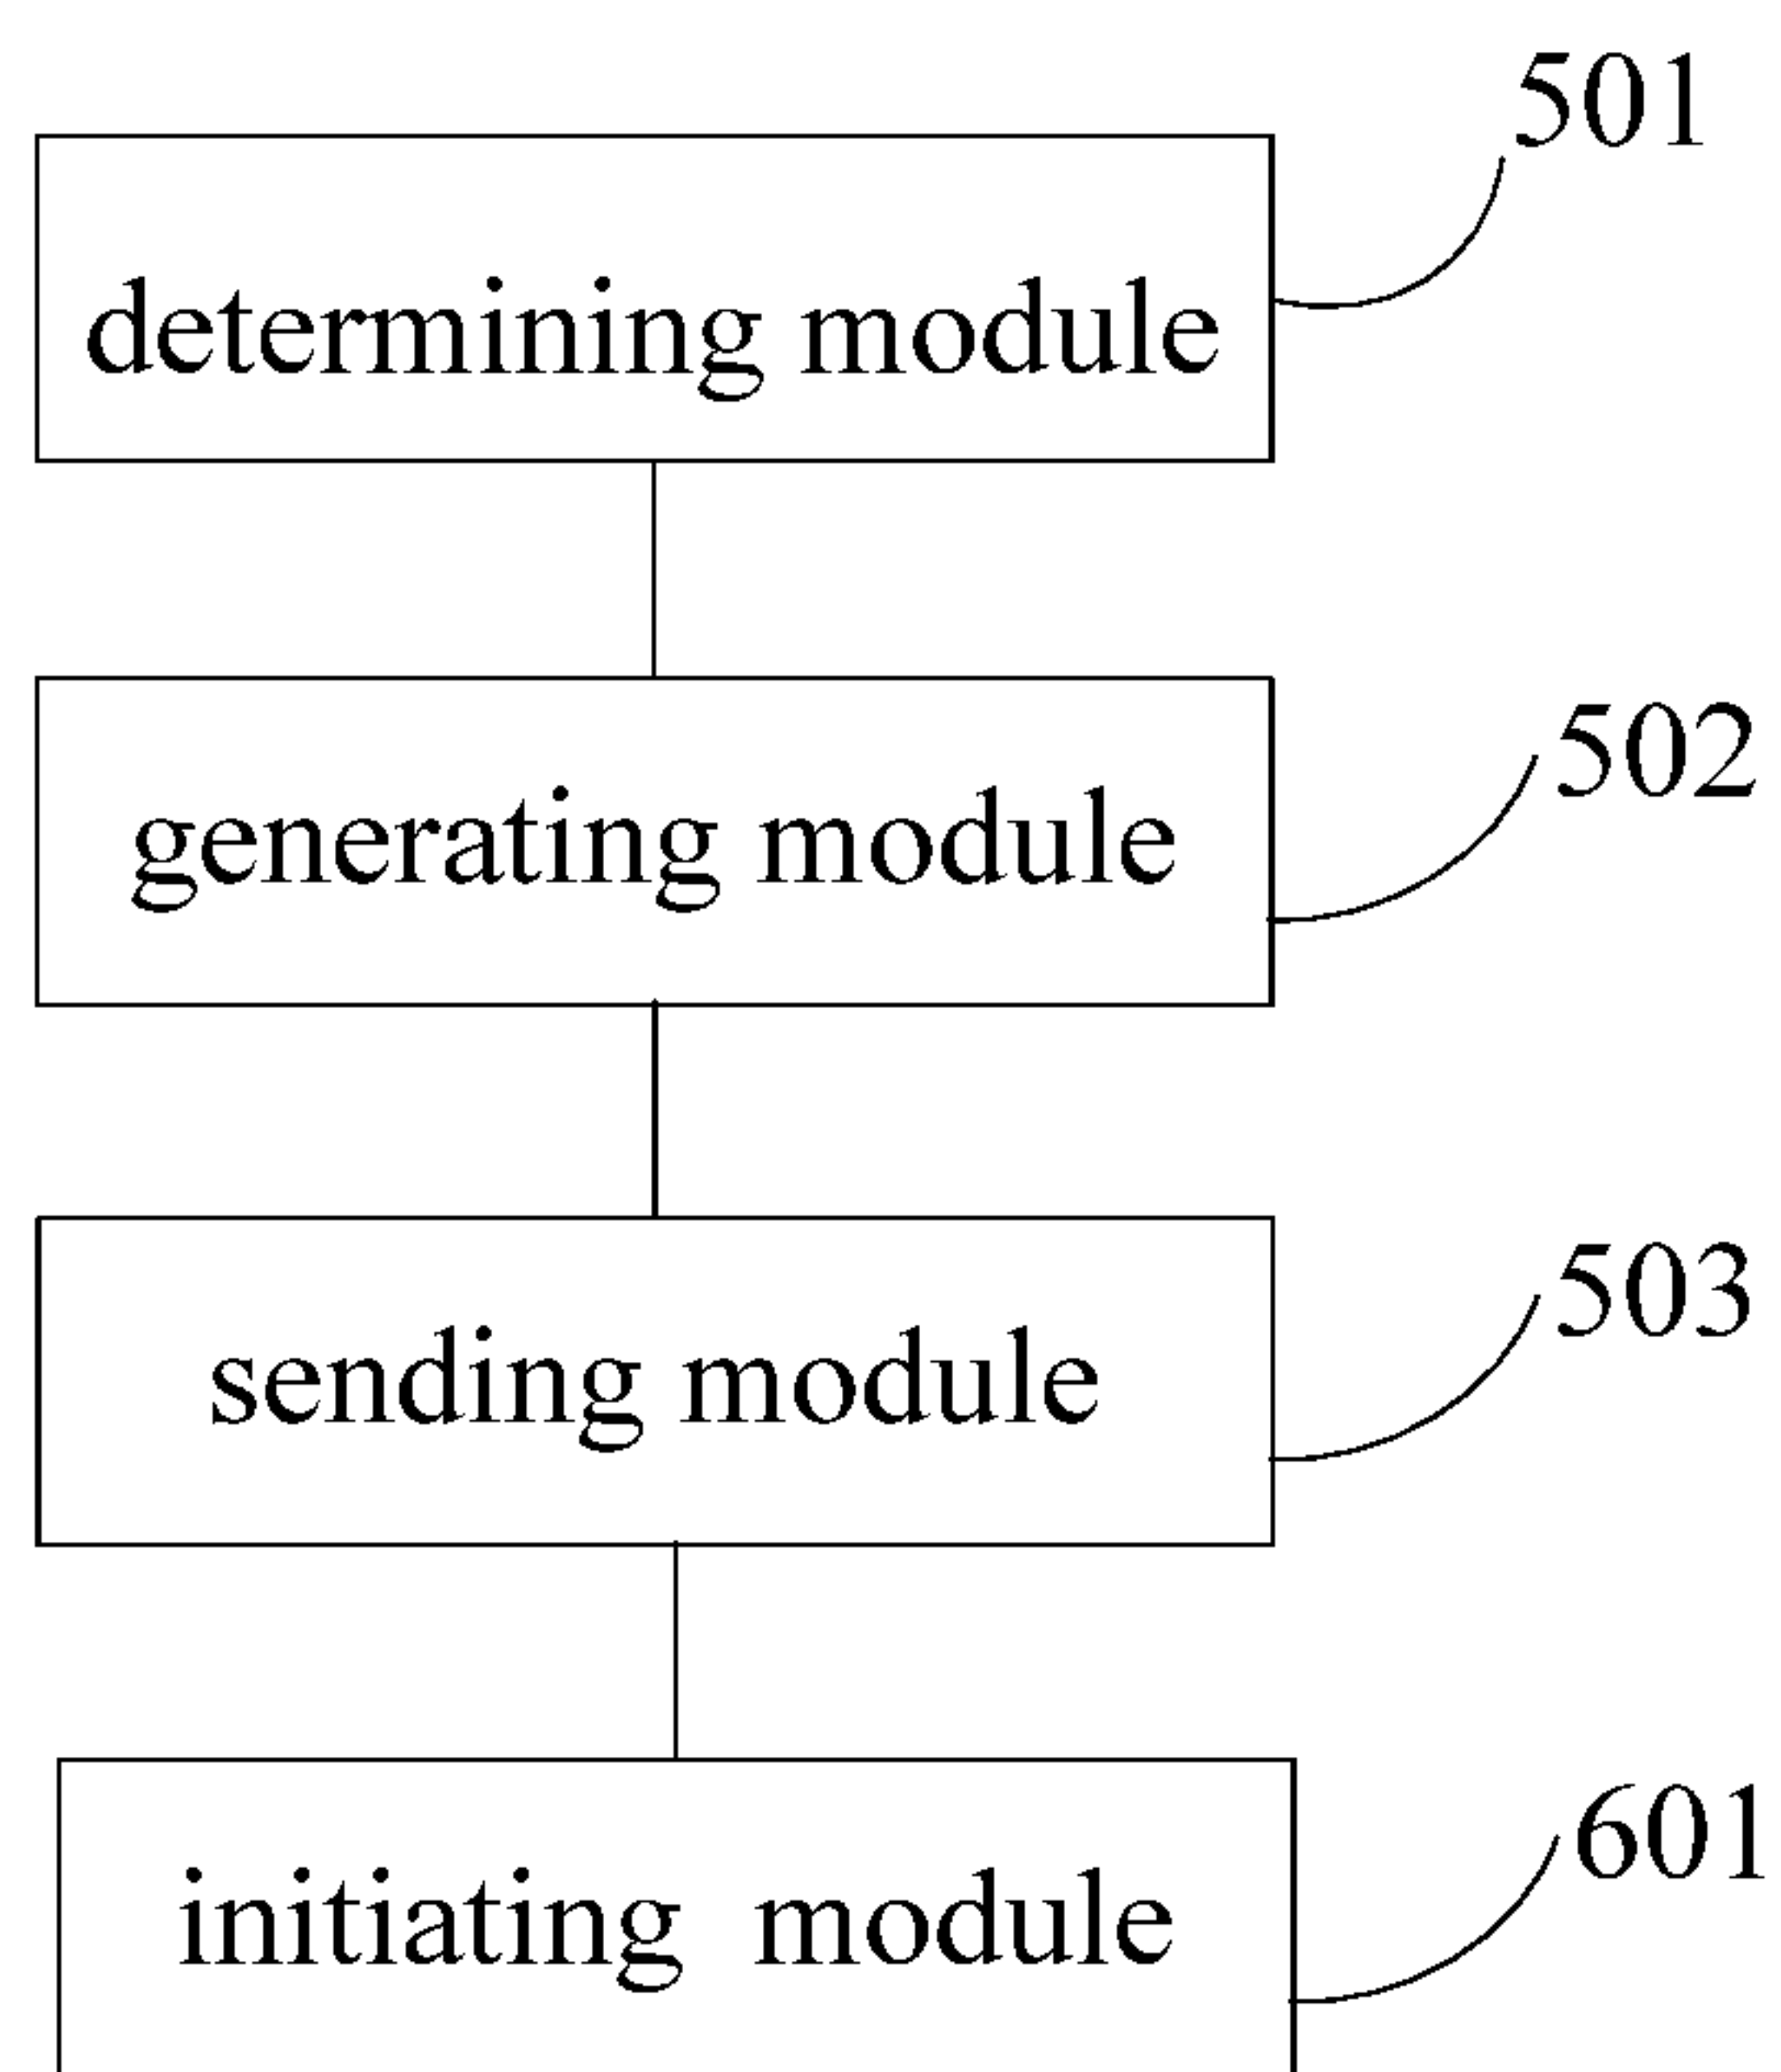 501
determining module
502
generating module
503
sending module
601
initiating module